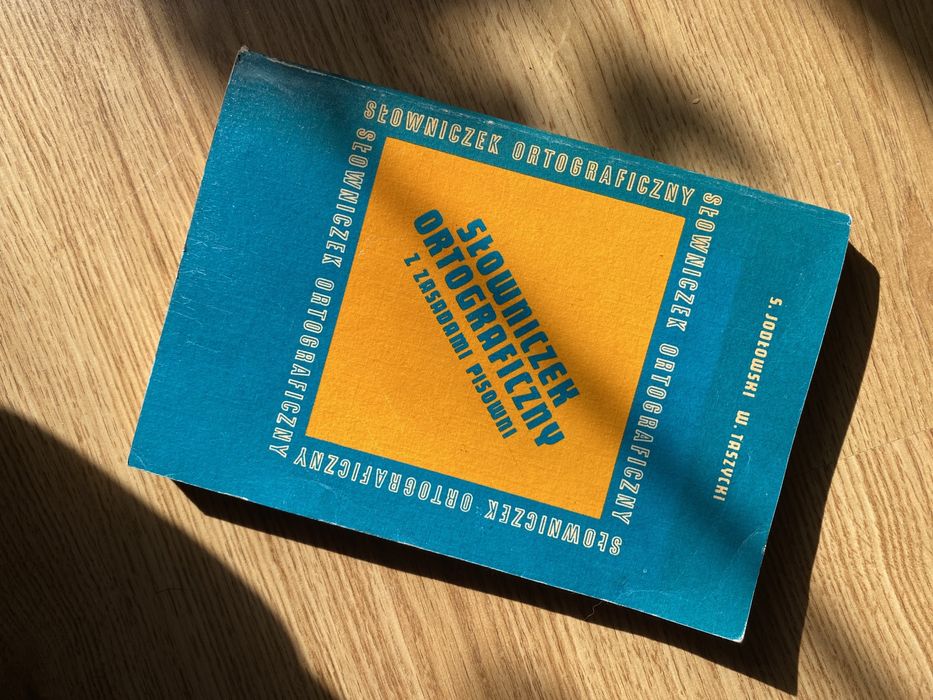 S. JODŁOWSKI W. TASZYCKI
SŁOWNICZEK ORTOGRAFICZNY
SŁOWNICZEK ORTOGRAFICZNY
SŁOWNICZEK ORTOGRAFICZNY
SŁOWNICZEK ORTOGRAFICZNY
SŁOWNICZEK
ORTOGRAFICZNY
Z ZASADAMI PISOWNI